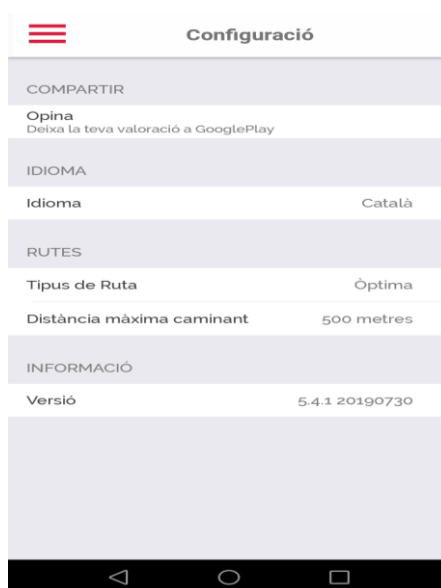 Configuració
COMPARTIR
Opina
Deixa la teva valoració a GooglePlay
IDIOMA
Idioma Català
RUTES
Tipus de Ruta Òptima
Distància màxima caminant 500 metres
INFORMACIÓ
Versió 5.4.1 20190730